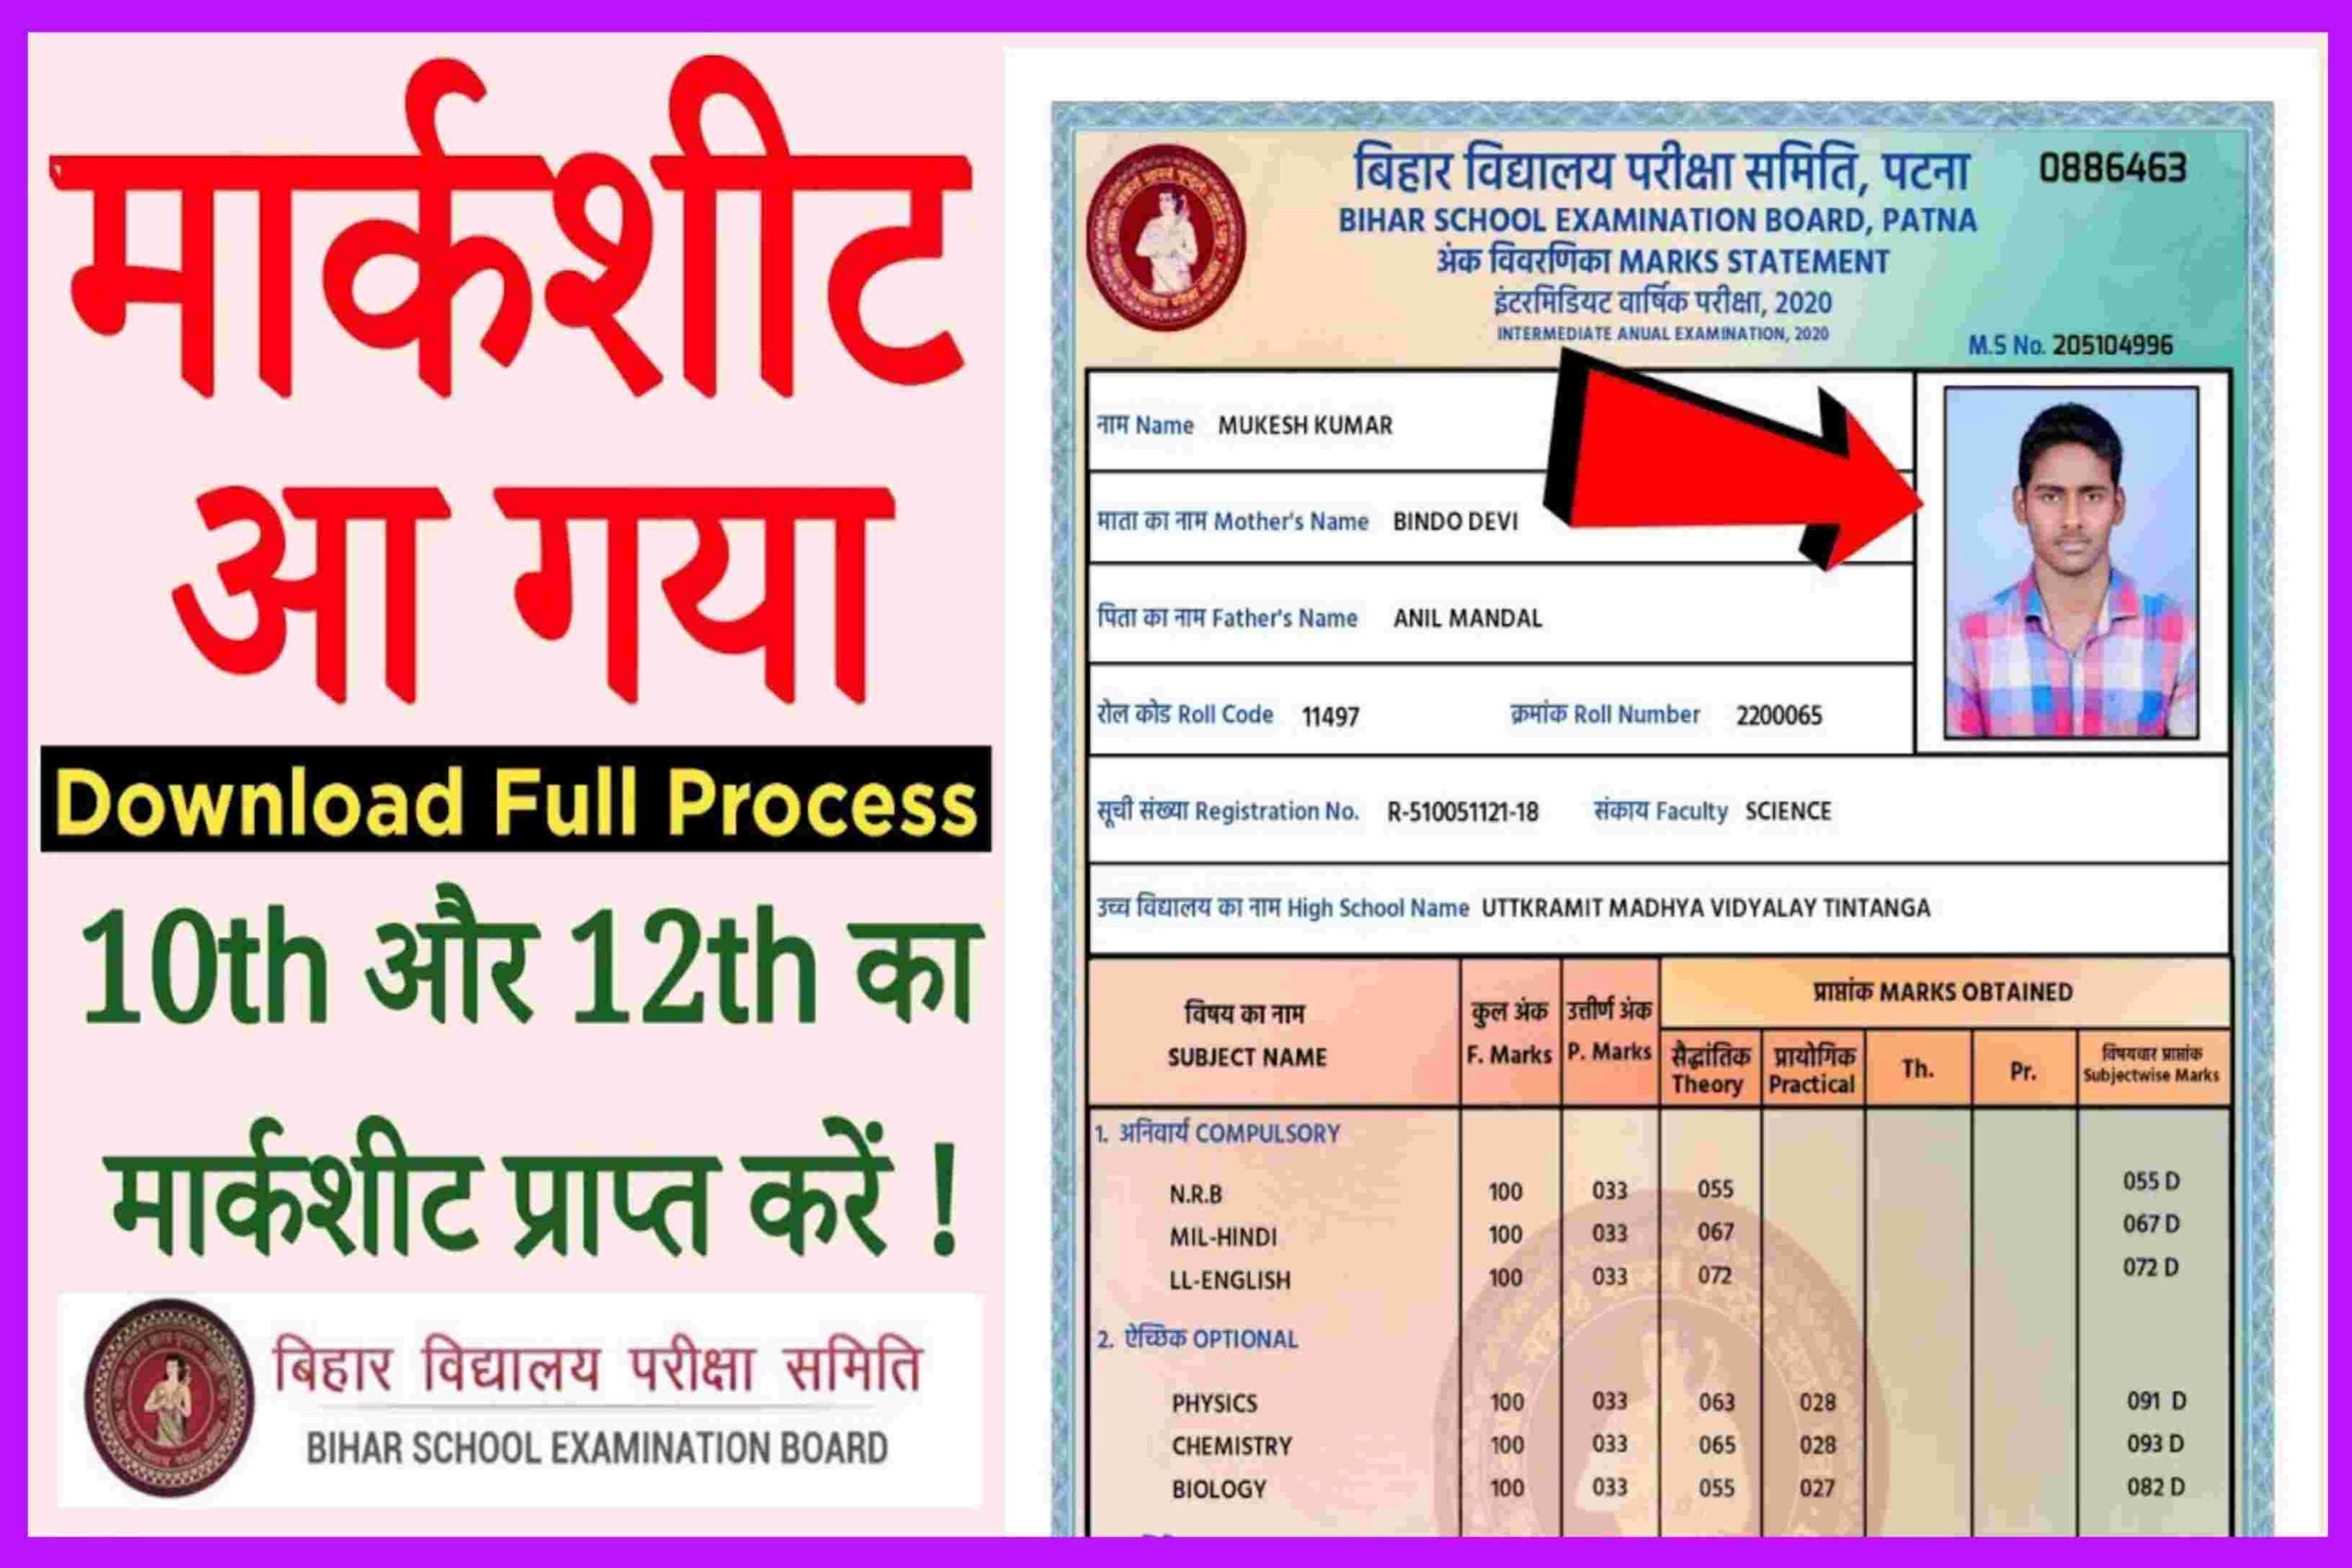 मार्कशीट
आ गया
Download Full Process
10th और 12th का
मार्कशीट प्राप्त करें !
बिहार विद्यालय परीक्षा समिति
BIHAR SCHOOL EXAMINATION BOARD
बिहार विद्यालय परीक्षा समिति, पटना 0886463
BIHAR SCHOOL EXAMINATION BOARD, PATNA
अंक विवरणिका MARKS STATEMENT
इंटरमिडियट वार्षिक परीक्षा, 2020
INTERMEDIATE ANUAL EXAMINATION, 2020
M.S No. 205104996
नाम Name MUKESH KUMAR
माता का नाम Mother's Name BINDO DEVI
पिता का नाम Father's Name ANIL MANDAL
रोल कोड Roll Code 11497 क्रमांक Roll Number 2200065
सूची संख्या Registration No. R-510051121-18 संकाय Faculty SCIENCE
उच्च विद्यालय का नाम High School Name UTTKRAMIT MADHYA VIDYALAY TINTANGA
विषय का नाम कुल अंक उत्तीर्ण अंक प्राप्तांक MARKS OBTAINED
SUBJECT NAME F. Marks P. Marks सैद्धांतिक प्रायोगिक Th. Pr. विषयवार प्राप्तांक
Theory Practical Subjectwise Marks
1. अनिवार्य COMPULSORY
N.R.B 100 033 055 055 D
MIL-HINDI 100 033 067 067 D
LL-ENGLISH 100 033 072 072 D
2. ऐच्छिक OPTIONAL
PHYSICS 100 033 063 028 091 D
CHEMISTRY 100 033 065 028 093 D
BIOLOGY 100 033 055 027 082 D